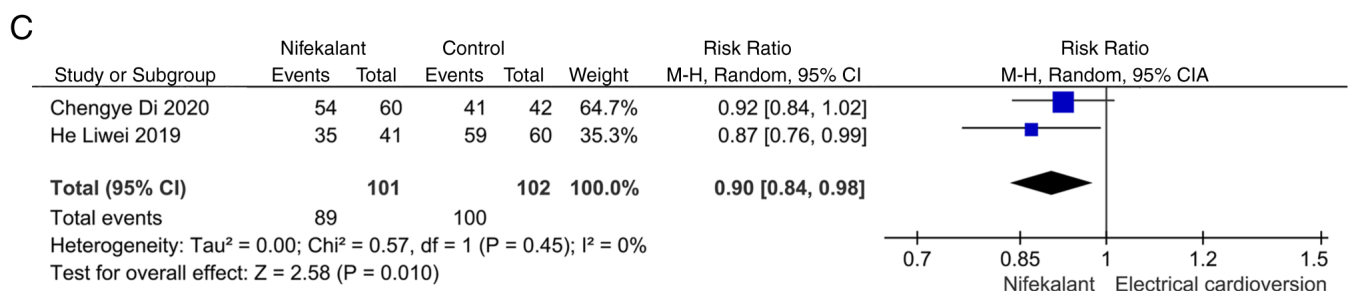 C
Nifekalant Control Risk Ratio Risk Ratio
Study or Subgroup Events Total Events Total Weight M-H, Random, 95% CI M-H, Random, 95% CIA
Chengye Di 2020 54 60 41 42 64.7% 0.92 [0.84, 1.02]
He Liwei 2019 35 41 59 60 35.3% 0.87 [0.76, 0.99]
Total (95% CI) 101 102 100.0% 0.90 [0.84, 0.98]
Total events 89 100
Heterogeneity: Tau² = 0.00; Chi² = 0.57, df = 1 (P = 0.45); I² = 0%
Test for overall effect: Z = 2.58 (P = 0.010)
0.7 0.85 1 1.2 1.5
Nifekalant Electrical cardioversion